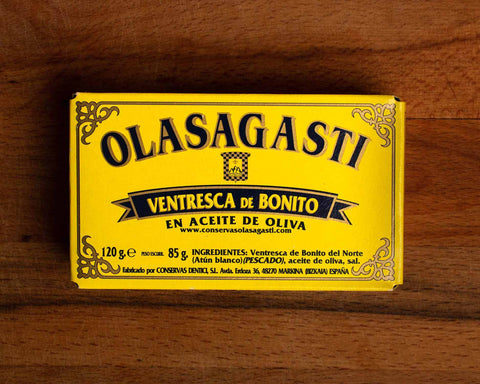 OLASAGASTI
VENTRESCA DE BONITO
EN ACEITE DE OLIVA
www.conservasolasagasti.com
120 g.e PESO ESCURR. 85 g. INGREDIENTES: Ventresca de Bonito del Norte
(Atún blanco)(PESCADO), aceite de oliva, sal.
Fabricado por CONSERVAS DENTICI, S.L. Avda. Erdoza 36, 48270 MARKINA (BIZKAIA) ESPAÑA